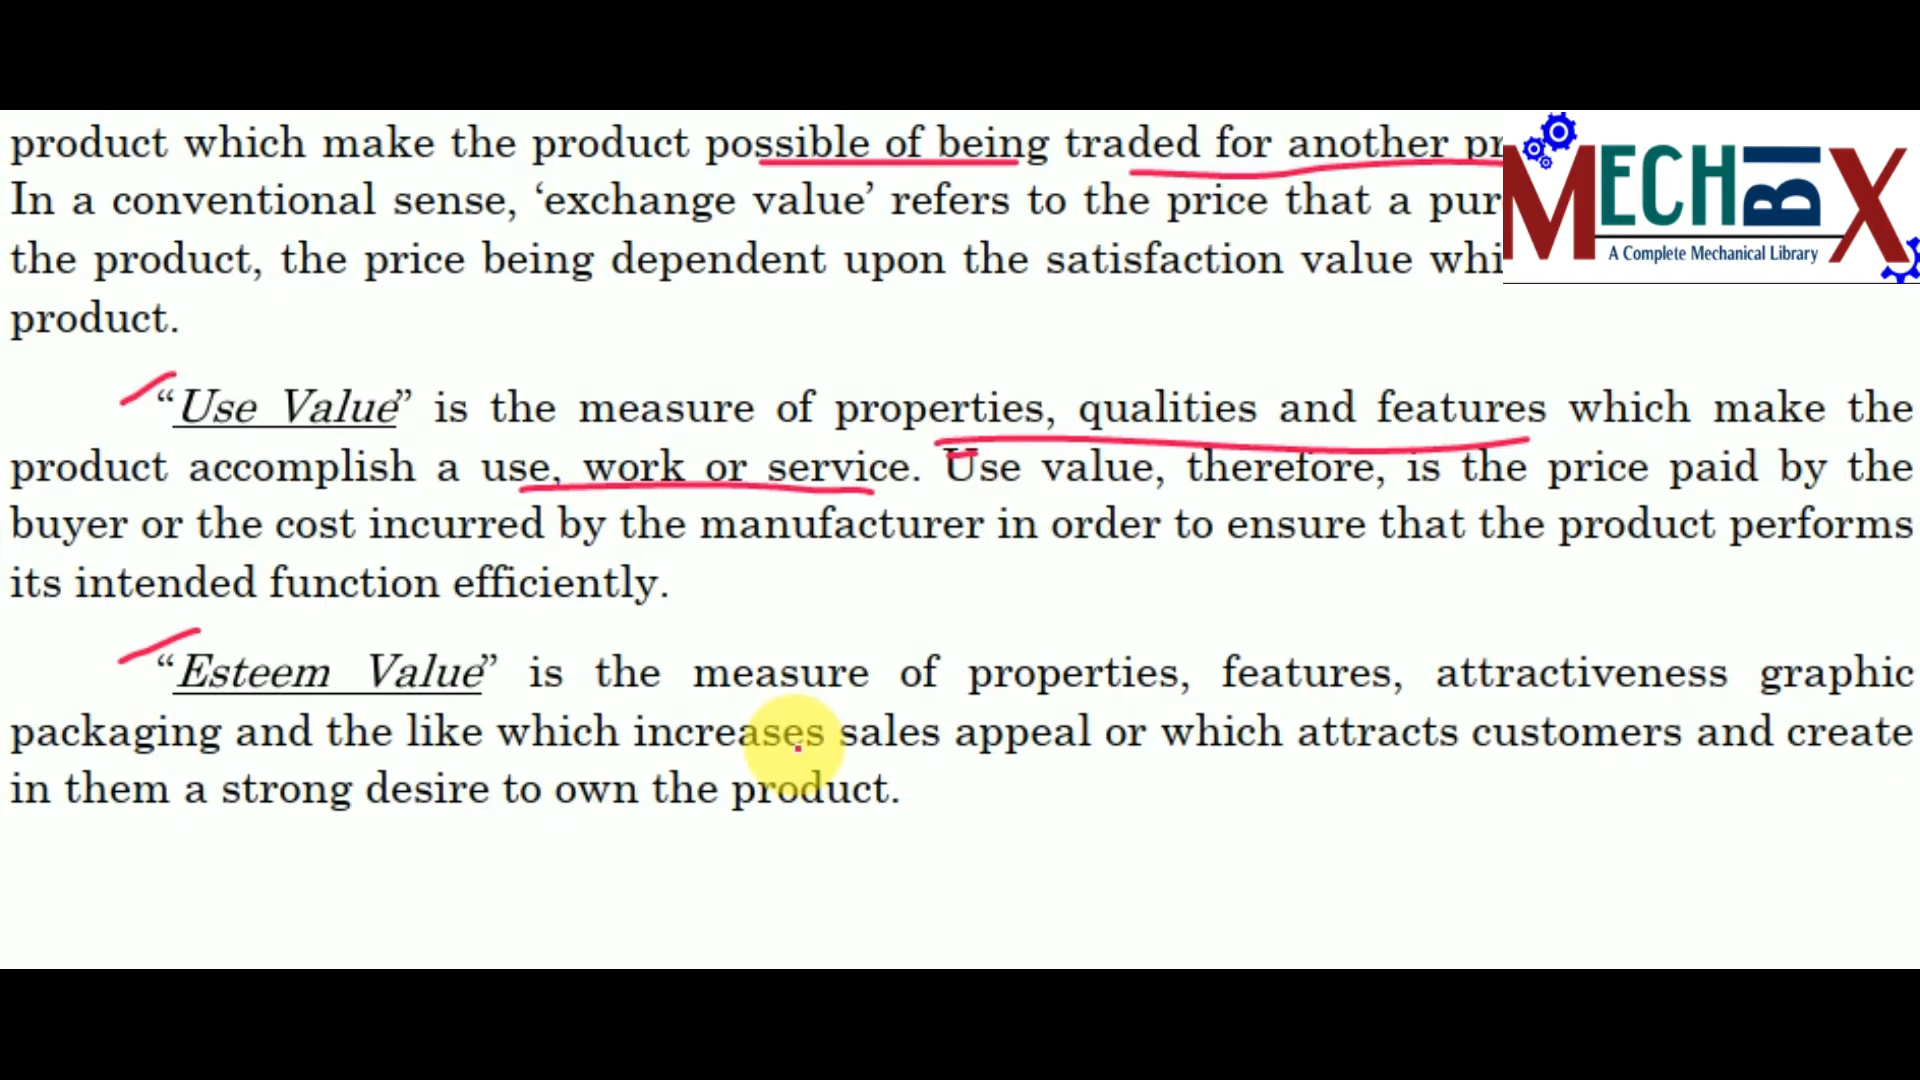 product which make the product possible of being traded for another
In a conventional sense, ‘exchange value’ refers to the price that a
the product, the price being dependent upon the satisfaction value
product.
“Use Value” is the measure of properties, qualities and features which make the
product accomplish a use, work or service. Use value, therefore, is the price paid by the
buyer or the cost incurred by the manufacturer in order to ensure that the product performs
its intended function efficiently.
“Esteem Value” is the measure of properties, features, attractiveness graphic
packaging and the like which increases sales appeal or which attracts customers and create
in them a strong desire to own the product.
MECHBIX
A Complete Mechanical Library